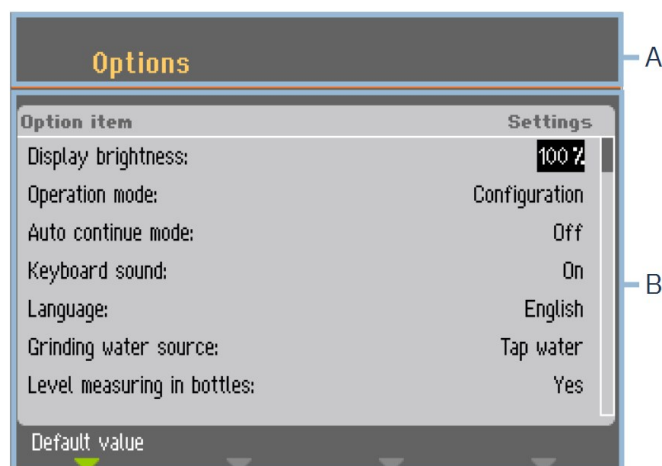 Options
A
Option item Settings
Display brightness: 100 %
Operation mode: Configuration
Auto continue mode: Off
Keyboard sound: On
B
Language: English
Grinding water source: Tap water
Level measuring in bottles: Yes
Default value